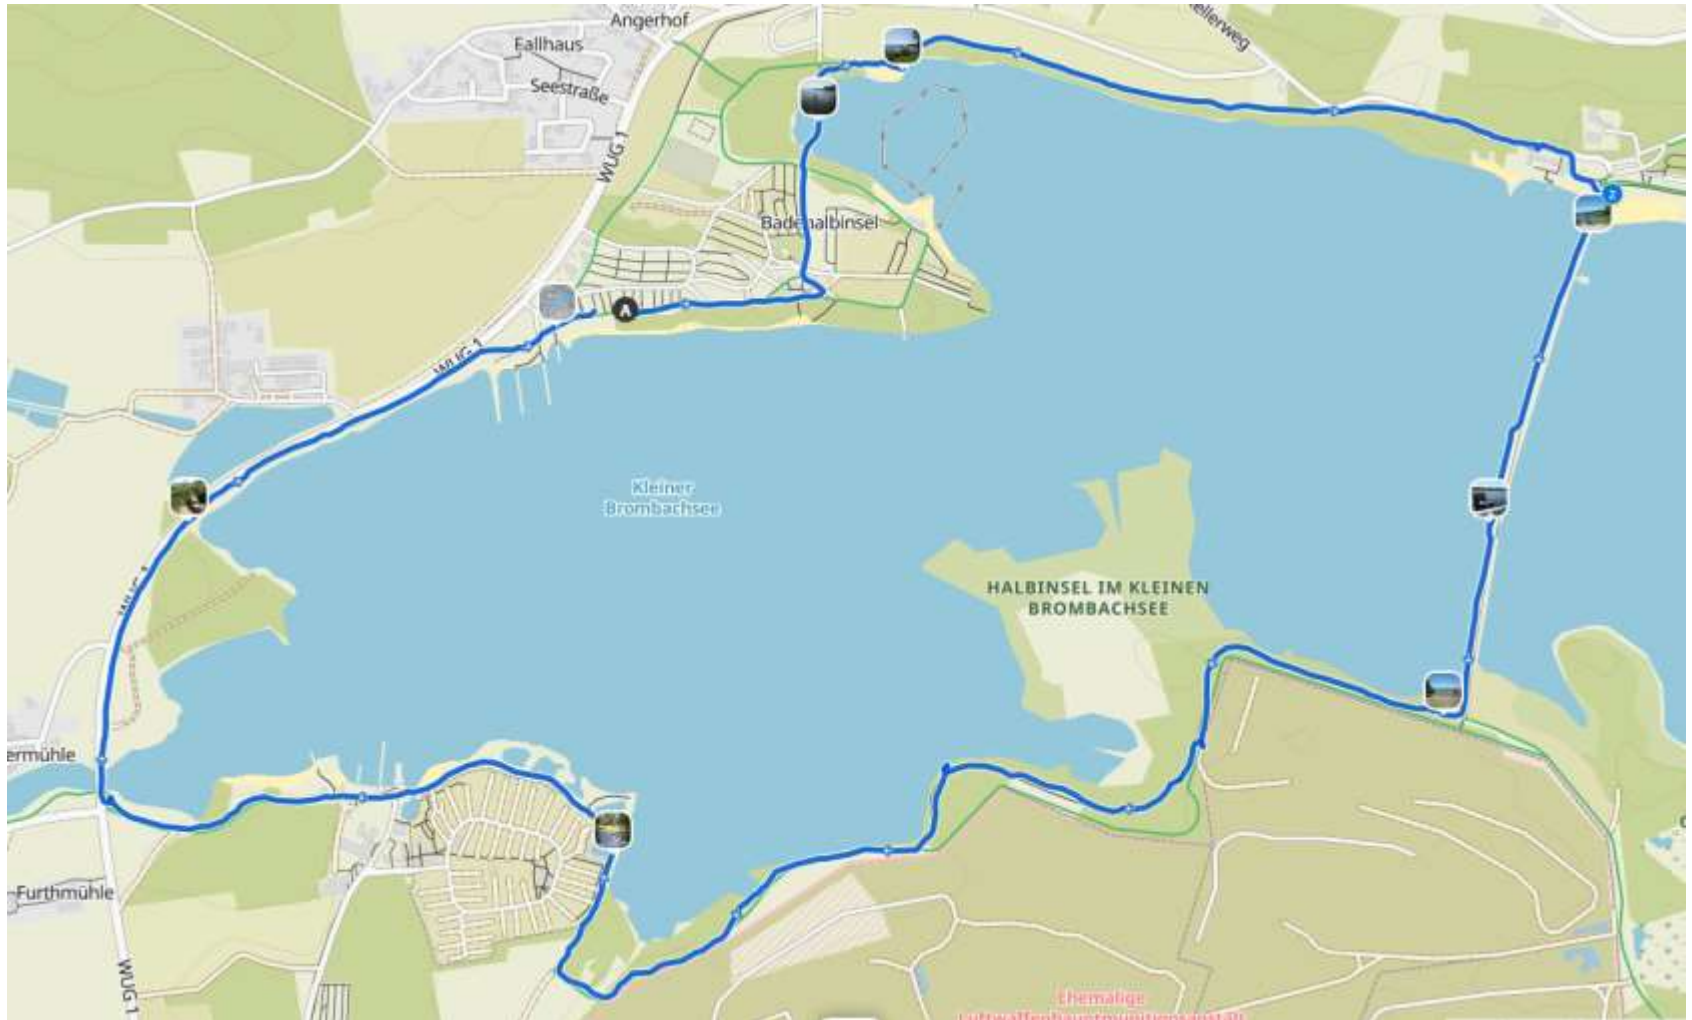 Angerhof
Fallhaus
Seestraße
WUG 1
Badehalbinsel
A
WUG 1
Kleiner
Brombachsee
HALBINSEL IM KLEINEN
BROMBACHSEE
WUG 1
ermühle
Furthmühle
WUG 1
Ehemalige